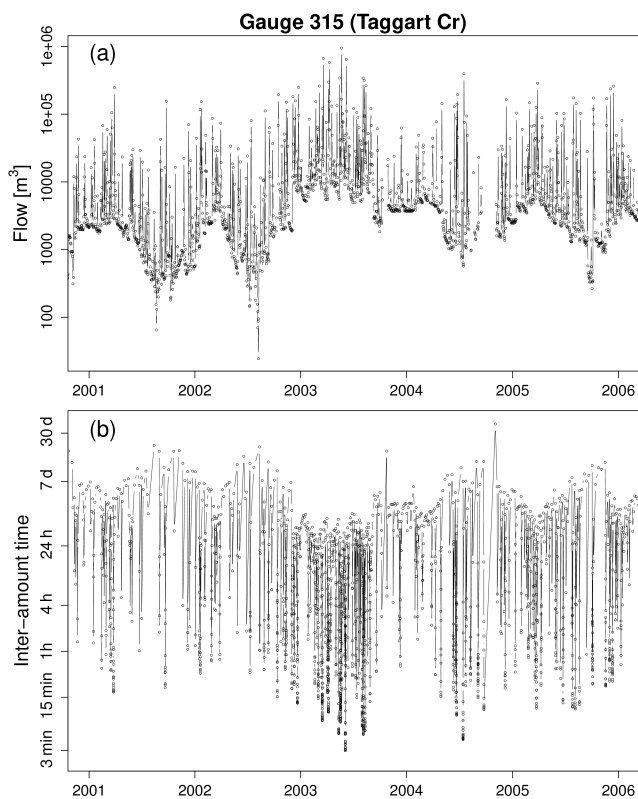 Gauge 315 (Taggart Cr)
(a)
Flow [m³]
1e+06
1e+05
10000
1000
100
2001 2002 2003 2004 2005 2006
(b)
Inter−amount time
30 d
7 d
24 h
4 h
1 h
15 min
3 min
2001 2002 2003 2004 2005 2006